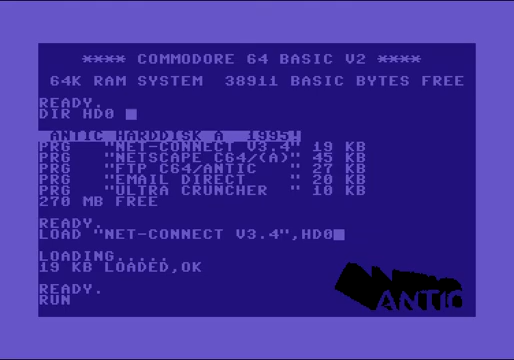 **** COMMODORE 64 BASIC V2 ****
64K RAM SYSTEM 38911 BASIC BYTES FREE
READY.
DIR HD0
ANTIC HARDDISK A 1995!
PRG "NET-CONNECT V3.4" 19 KB
PRG "NETSCAPE C64/(A)" 45 KB
PRG "FTP C64/ANTIC " 27 KB
PRG "EMAIL DIRECT " 20 KB
PRG "ULTRA CRUNCHER " 10 KB
270 MB FREE
READY.
LOAD "NET-CONNECT V3.4",HD0
LOADING.....
19 KB LOADED,OK
READY.
RUN
ANTIC